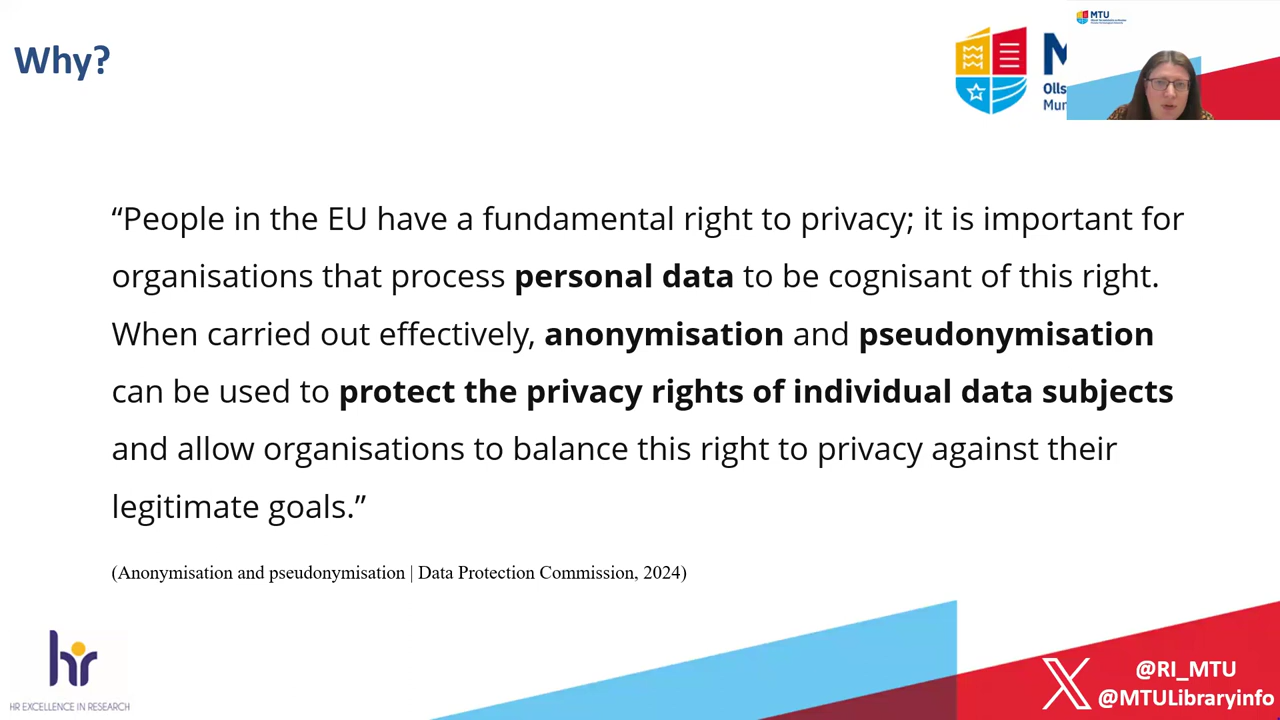 Why?
MTU
Olls
Mur
“People in the EU have a fundamental right to privacy; it is important for
organisations that process personal data to be cognisant of this right.
When carried out effectively, anonymisation and pseudonymisation
can be used to protect the privacy rights of individual data subjects
and allow organisations to balance this right to privacy against their
legitimate goals.”
(Anonymisation and pseudonymisation | Data Protection Commission, 2024)
hr
HR EXCELLENCE IN RESEARCH
@RI_MTU
@MTULibraryinfo